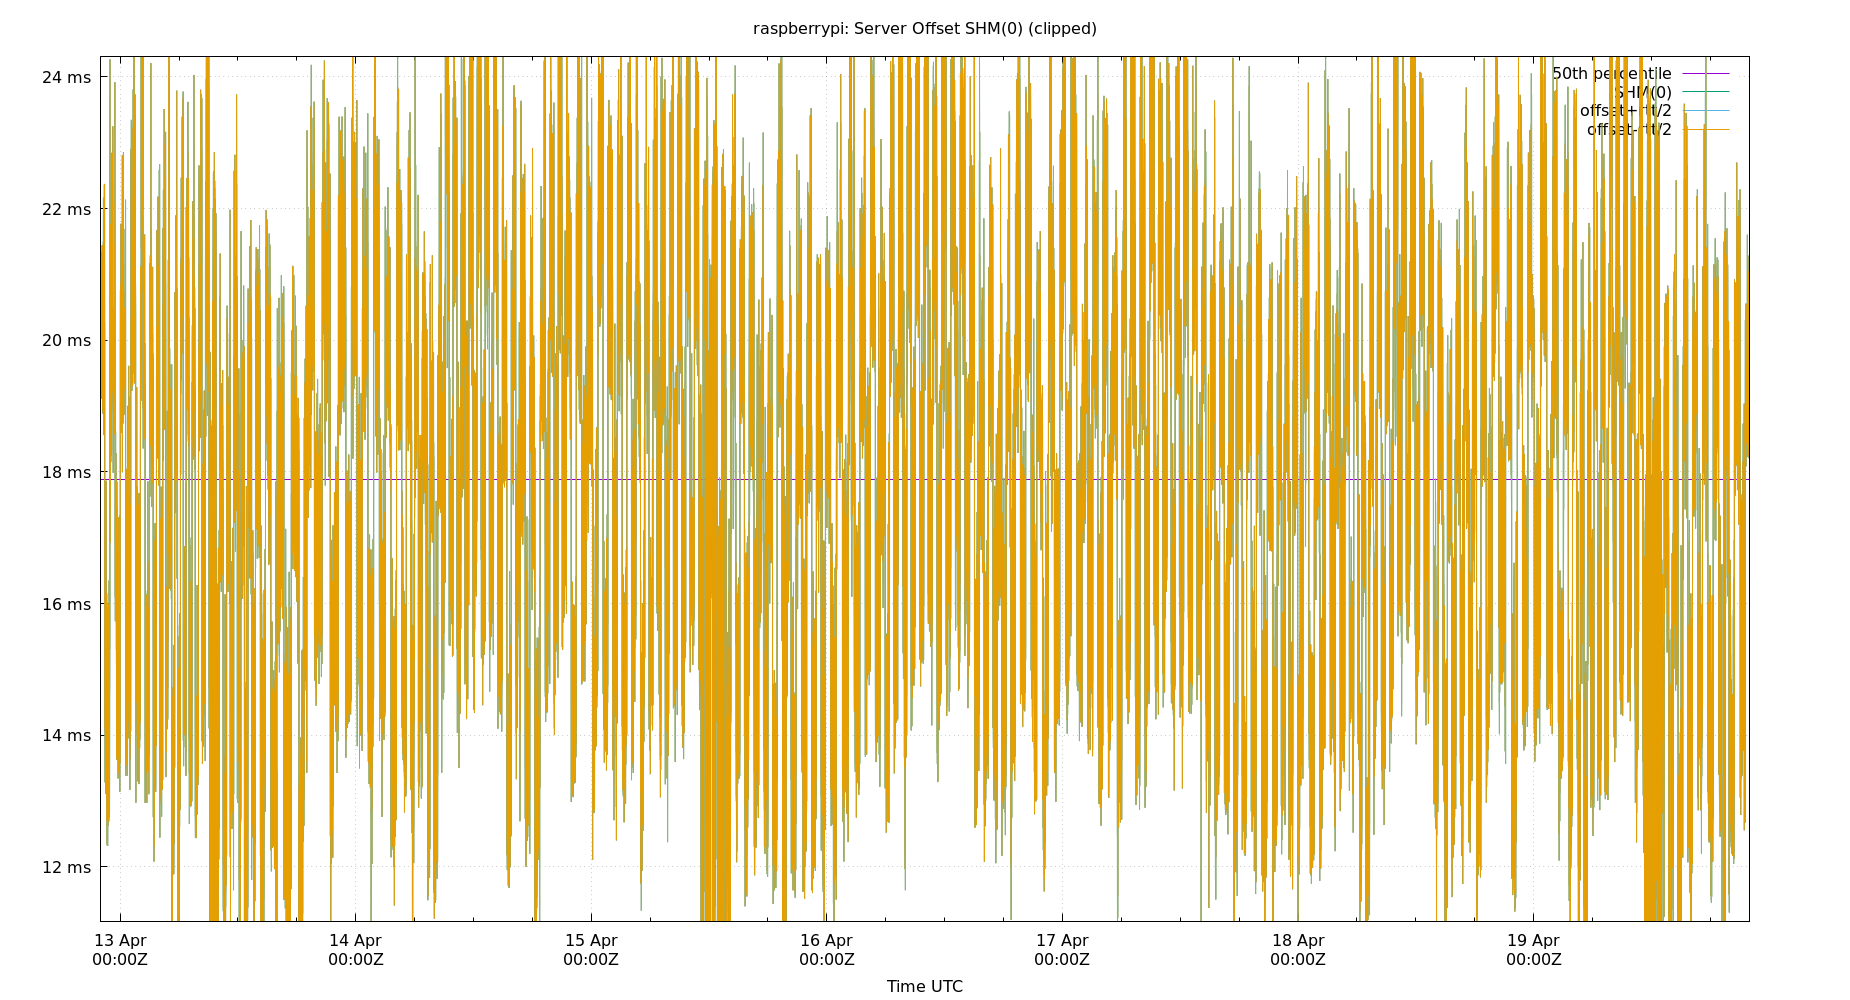 raspberrypi: Server Offset SHM(0) (clipped)
24 ms
22 ms
20 ms
18 ms
16 ms
14 ms
12 ms
50th percentile
SHM(0)
offset+rtt/2
offset-rtt/2
13 Apr
00:00Z
14 Apr
00:00Z
15 Apr
00:00Z
16 Apr
00:00Z
17 Apr
00:00Z
18 Apr
00:00Z
19 Apr
00:00Z
Time UTC